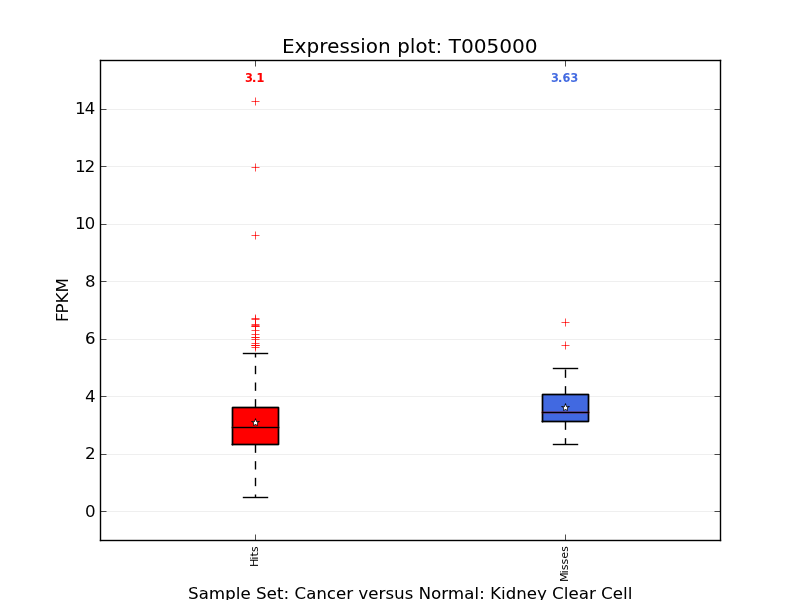 Expression plot: T005000
3.1
3.63
14
12
10
8
6
4
2
0
FPKM
Hits
Misses
Sample Set: Cancer versus Normal: Kidney Clear Cell